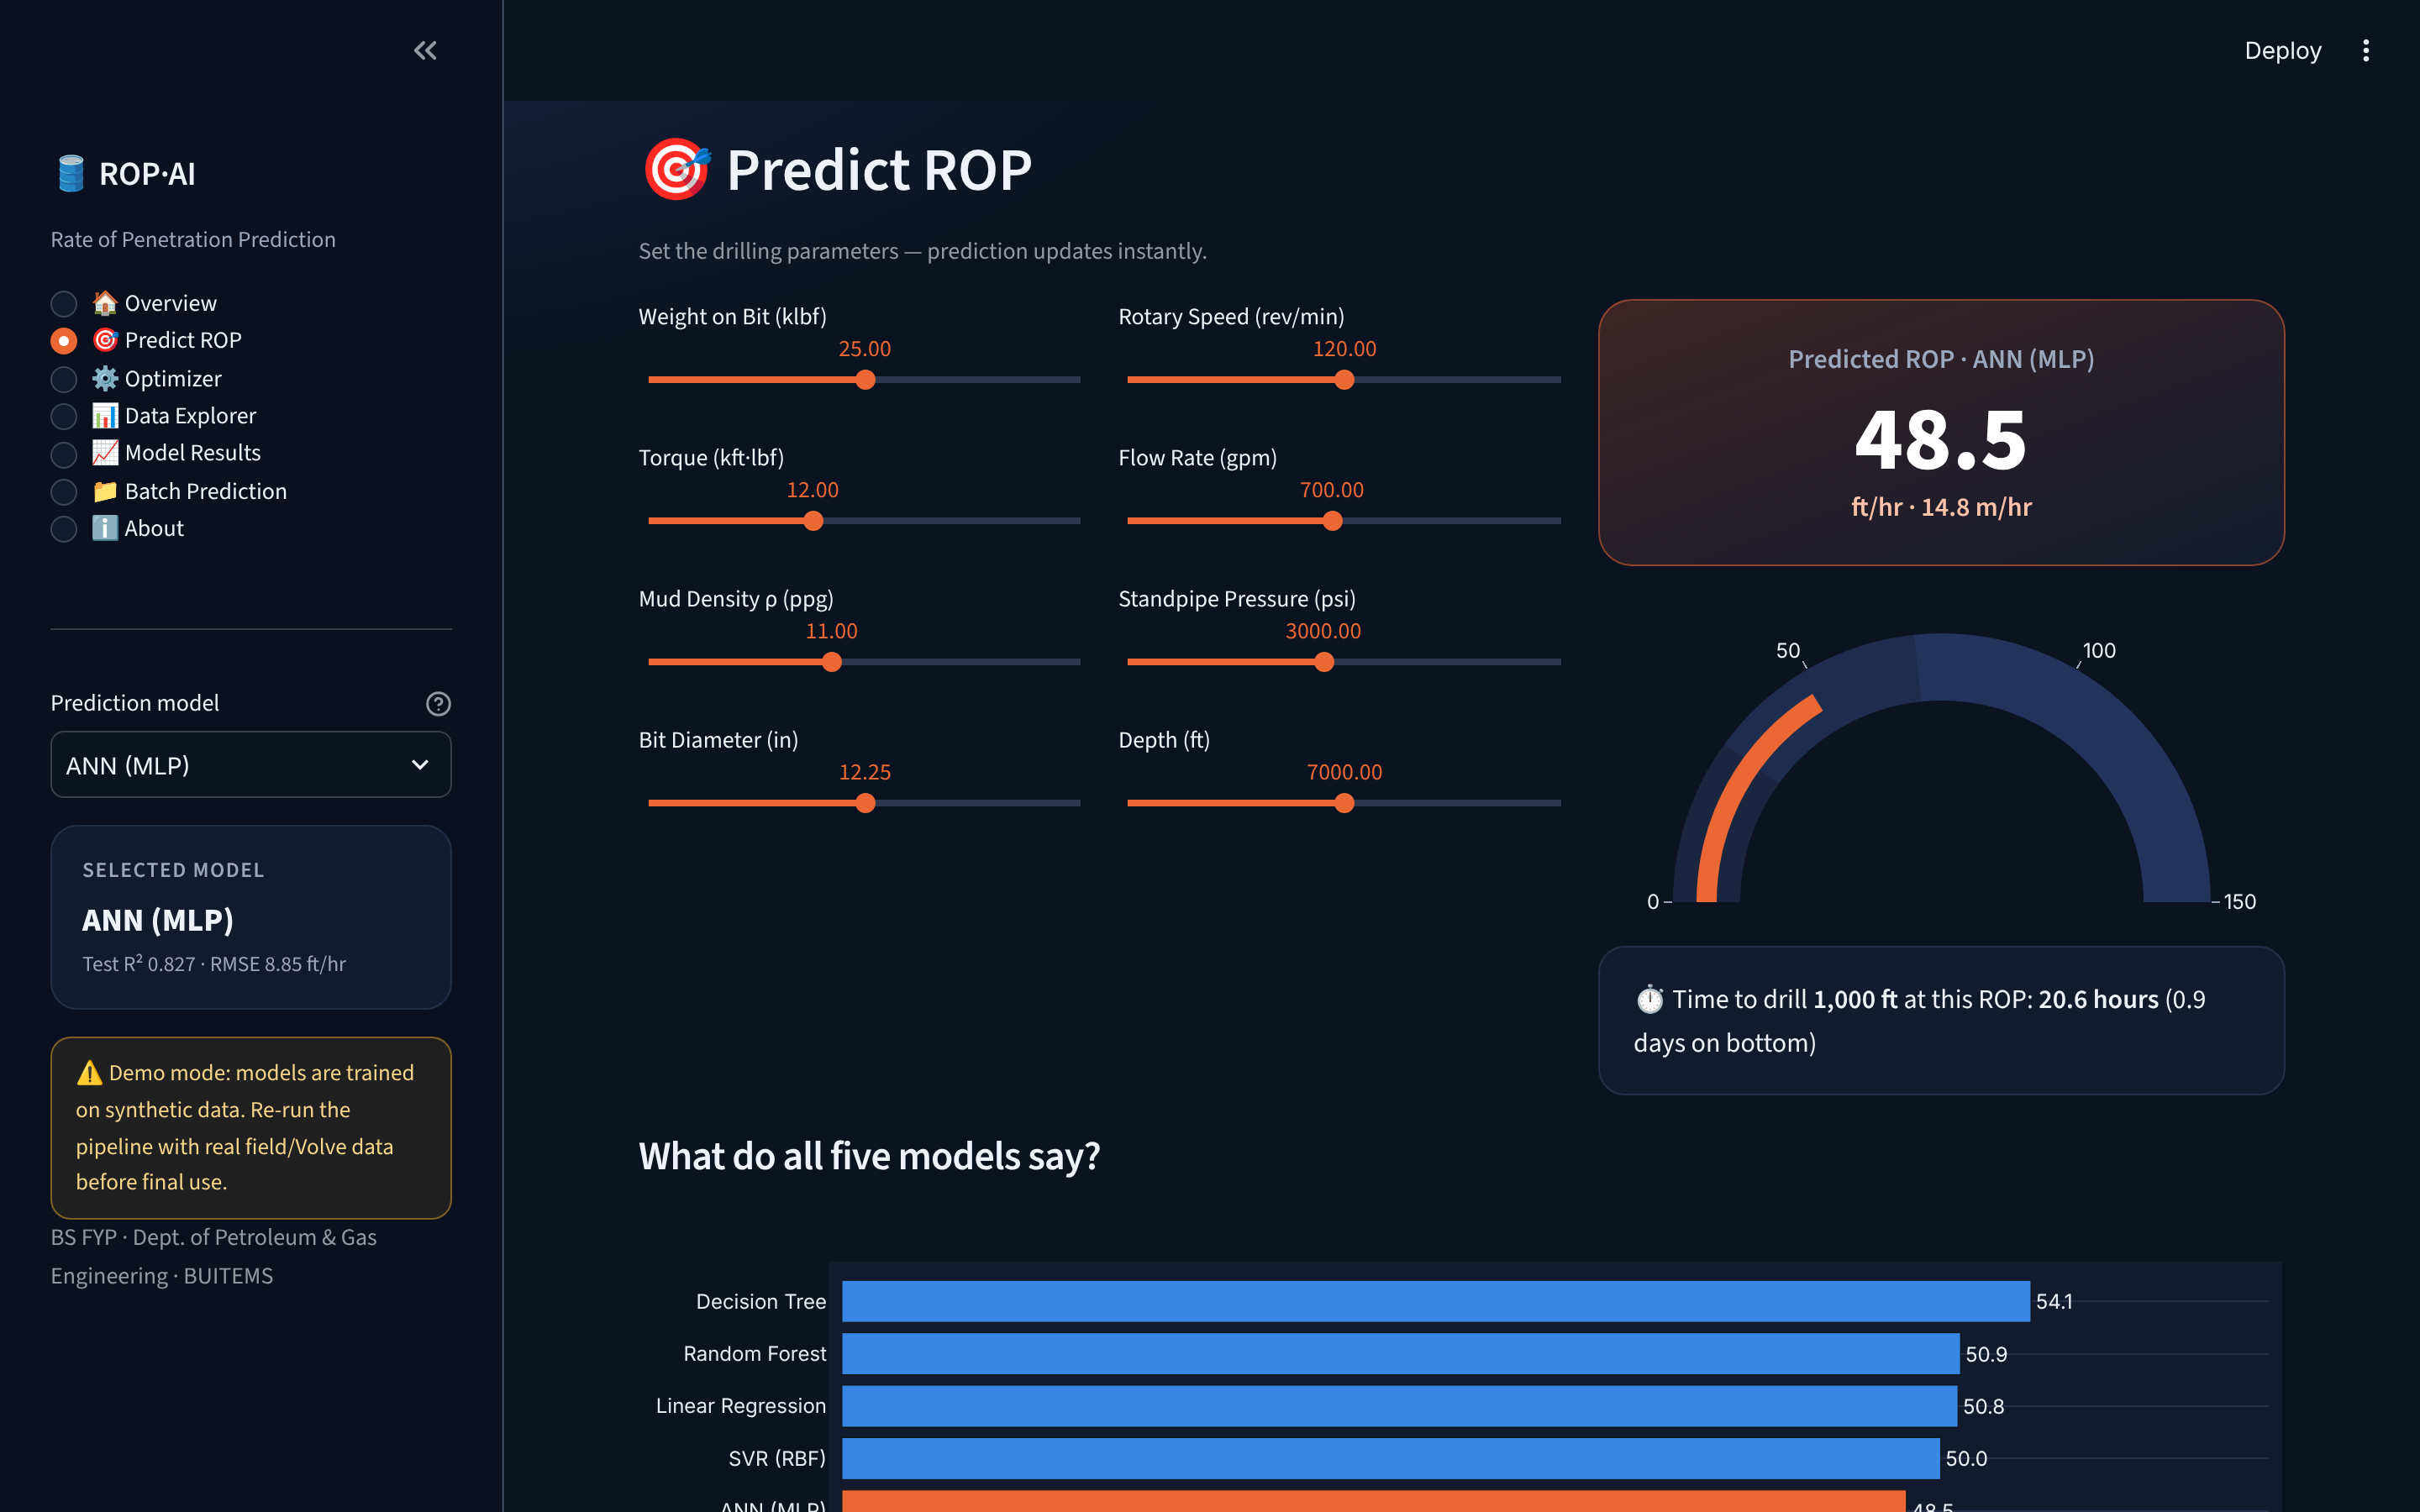 Deploy
ROP·AI
Rate of Penetration Prediction
Overview
Predict ROP
Optimizer
Data Explorer
Model Results
Batch Prediction
About
Prediction model
ANN (MLP)
SELECTED MODEL
ANN (MLP)
Test R² 0.827 · RMSE 8.85 ft/hr
Demo mode: models are trained
on synthetic data. Re-run the
pipeline with real field/Volve data
before final use.
BS FYP · Dept. of Petroleum & Gas
Engineering · BUITEMS
Predict ROP
Set the drilling parameters — prediction updates instantly.
Weight on Bit (klbf)
25.00
Rotary Speed (rev/min)
120.00
Torque (kft·lbf)
12.00
Flow Rate (gpm)
700.00
Mud Density ρ (ppg)
11.00
Standpipe Pressure (psi)
3000.00
Bit Diameter (in)
12.25
Depth (ft)
7000.00
Predicted ROP · ANN (MLP)
48.5
ft/hr · 14.8 m/hr
0
50
100
150
Time to drill 1,000 ft at this ROP: 20.6 hours (0.9
days on bottom)
What do all five models say?
Decision Tree 54.1
Random Forest 50.9
Linear Regression 50.8
SVR (RBF) 50.0
ANN (MLP) 48.5